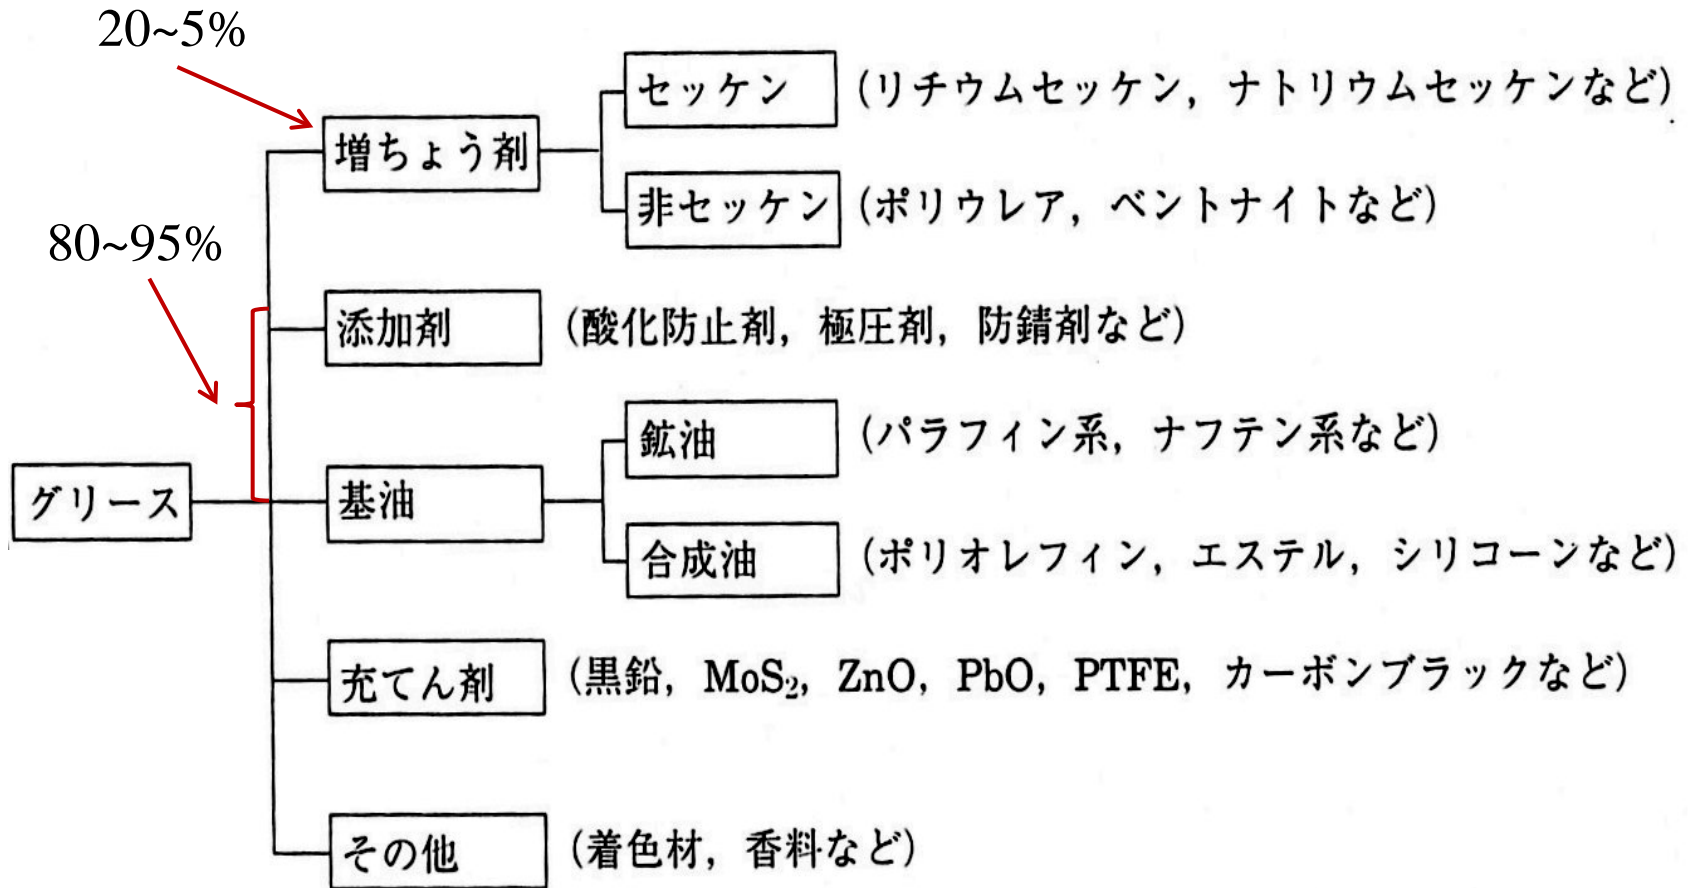 20~5%
セッケン (リチウムセッケン, ナトリウムセッケンなど)
増ちょう剤
非セッケン (ポリウレア, ベントナイトなど)
80~95%
添加剤 (酸化防止剤, 極圧剤, 防錆剤など)
鉱油 (パラフィン系, ナフテン系など)
グリース
基油
合成油 (ポリオレフィン, エステル, シリコーンなど)
充てん剤 (黒鉛, MoS₂, ZnO, PbO, PTFE, カーボンブラックなど)
その他 (着色材, 香料など)